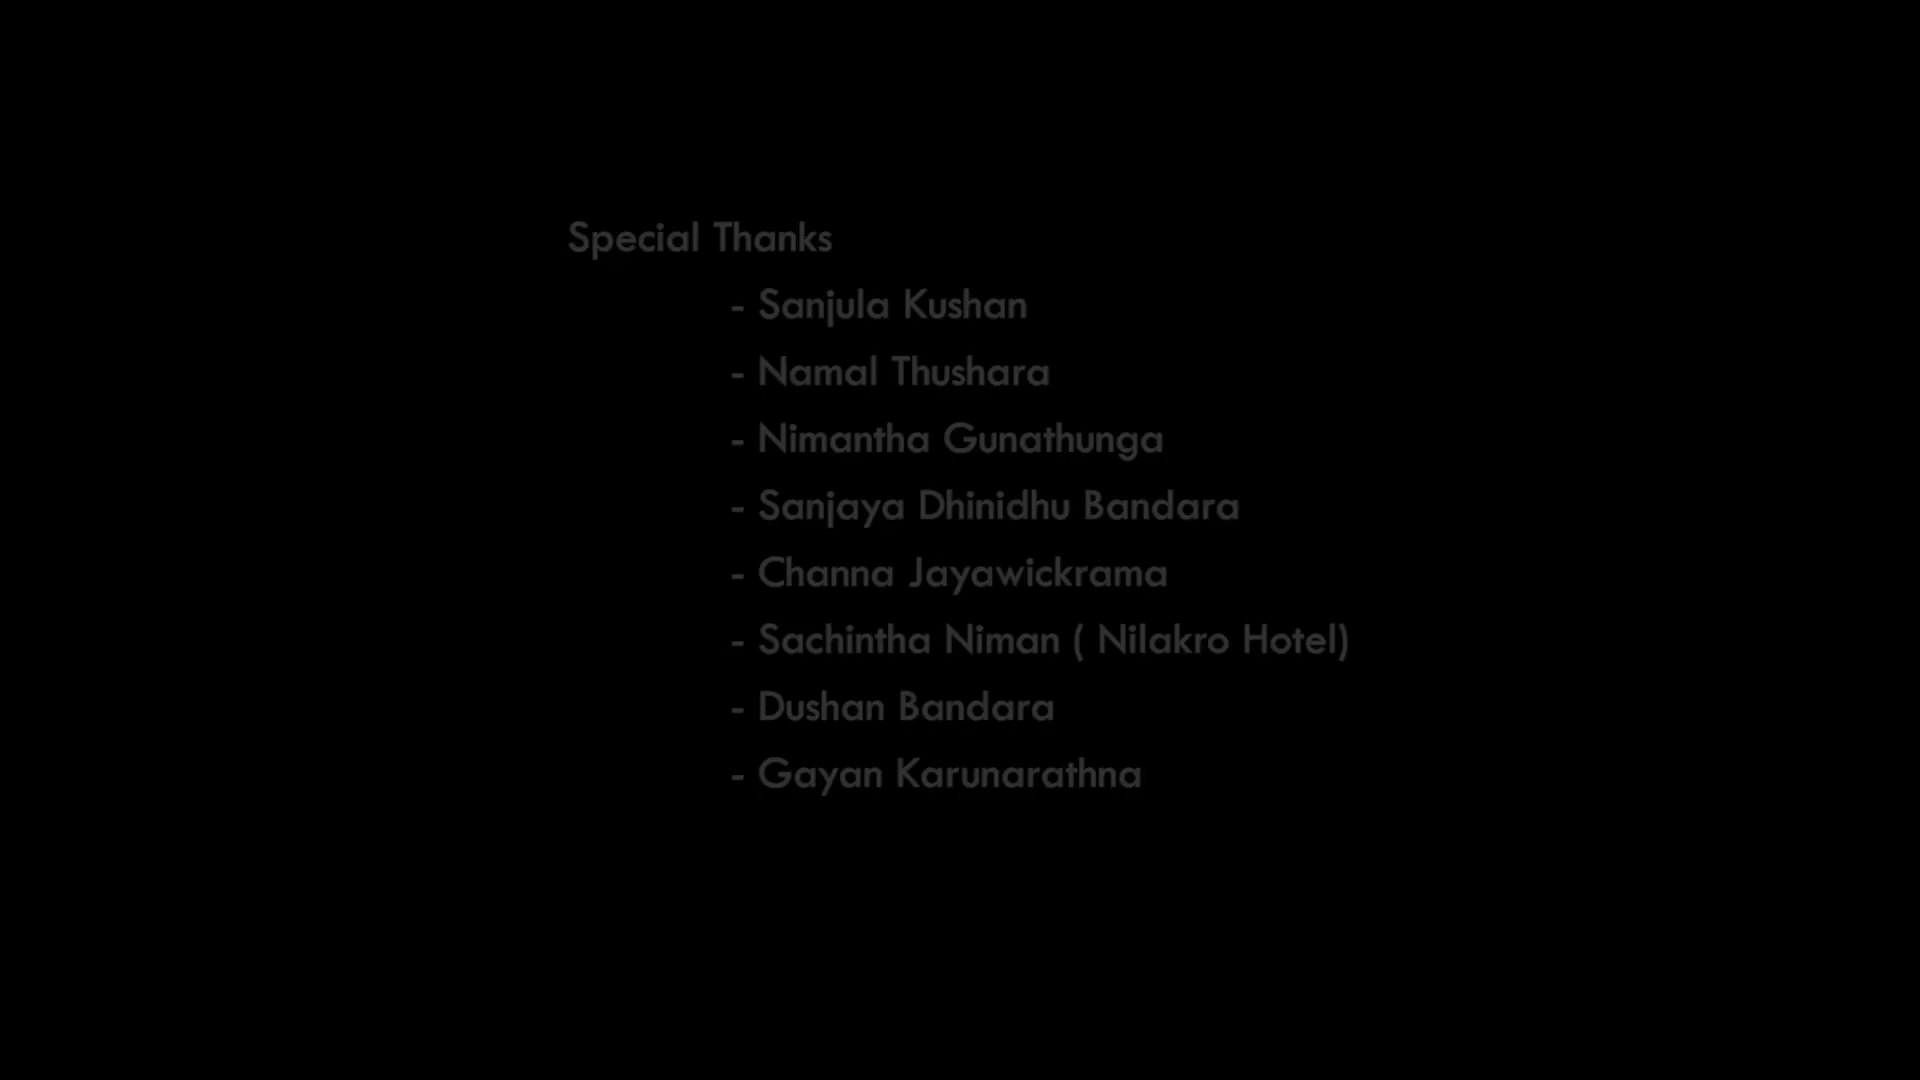 Special Thanks
- Sanjula Kushan
- Namal Thushara
- Nimantha Gunathunga
- Sanjaya Dhinidhu Bandara
- Channa Jayawickrama
- Sachintha Niman ( Nilakro Hotel)
- Dushan Bandara
- Gayan Karunarathna